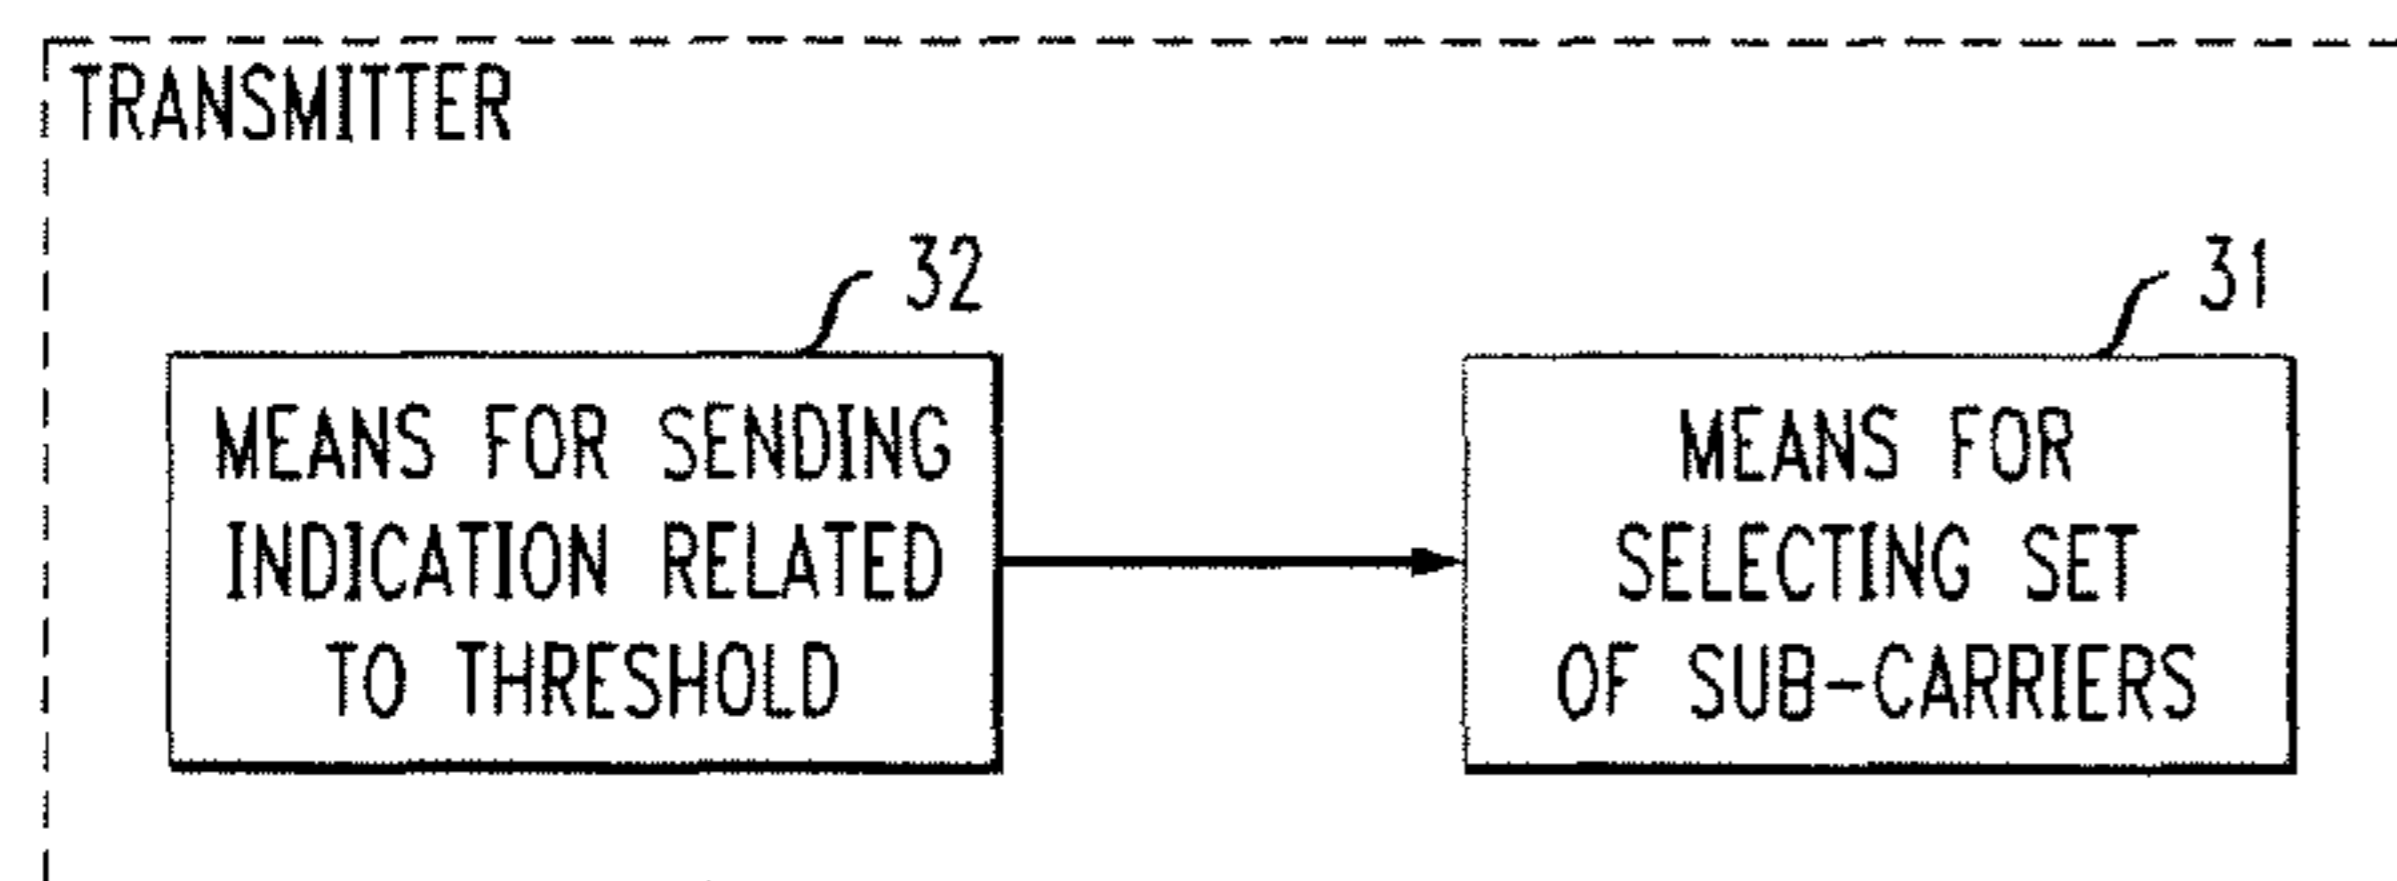 TRANSMITTER
32
MEANS FOR SENDING
INDICATION RELATED
TO THRESHOLD
31
MEANS FOR
SELECTING SET
OF SUB-CARRIERS